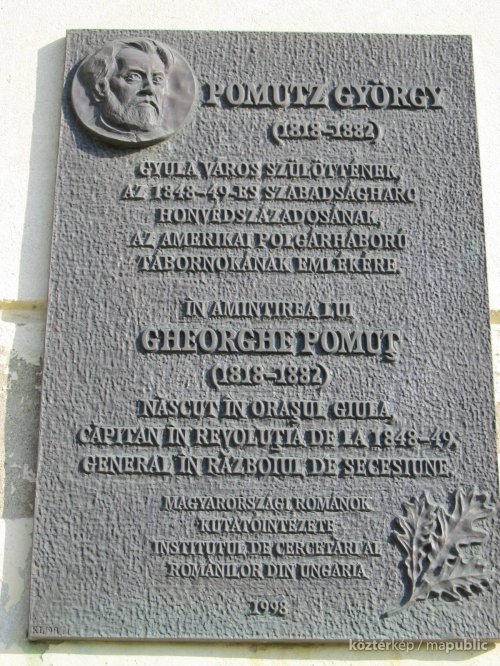 POMUTZ GYÖRGY
(1818-1882)
GYULA VÁROS SZÜLÖTTÉNEK,
AZ 1848-49-ES SZABADSÁGHARC
HONVÉDSZÁZADOSÁNAK,
AZ AMERIKAI POLGÁRHÁBORÚ
TÁBORNOKÁNAK EMLÉKÉRE.
ÎN AMINTIREA LUI
GHEORGHE POMUȚ
(1818-1882)
NĂSCUT ÎN ORAȘUL GIULA,
CĂPITAN ÎN REVOLUȚIA DE LA 1848-49,
GENERAL ÎN RĂZBOIUL DE SECESIUNE.
MAGYARORSZÁGI ROMÁNOK
KUTATÓINTÉZETE
INSTITUTUL DE CERCETĂRI AL
ROMÂNILOR DIN UNGARIA
1998
köztérkép / mapublic